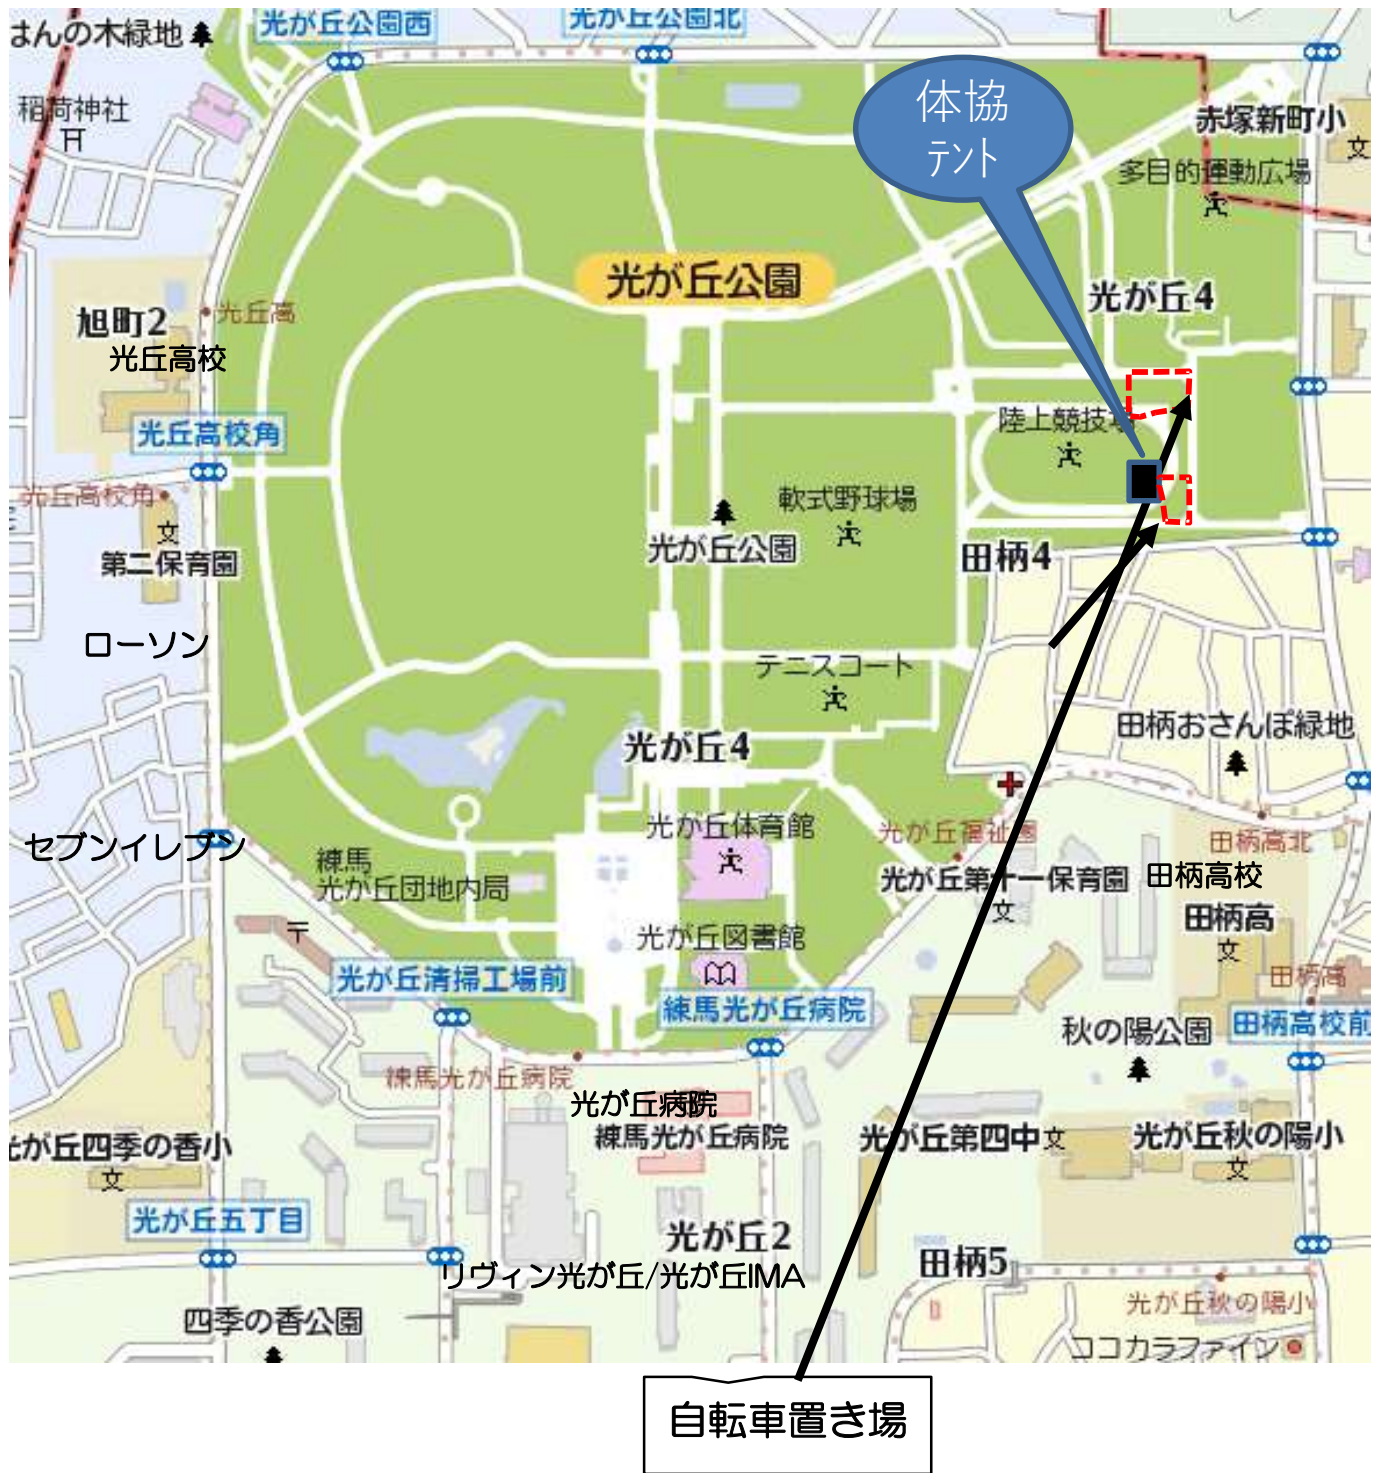 はんの木緑地
光が丘公園西
光が丘公園北
稲荷神社
体協
テント
赤塚新町小
文
多目的運動広場
光が丘公園
光が丘4
光丘高
旭町2
光丘高校
光丘高校角
陸上競技場
光丘高校角
文
第二保育園
軟式野球場
光が丘公園
田柄4
ローソン
テニスコート
光が丘4
田柄おさんぽ緑地
セブンイレブン
光が丘体育館
光が丘福祉園
田柄高北
練馬
光が丘団地内局
光が丘第十一保育園
文
田柄高校
田柄高
文
〒
光が丘図書館
光が丘清掃工場前
練馬光が丘病院
田柄高
秋の陽公園
田柄高校前
練馬光が丘病院
光が丘病院
練馬光が丘病院
光が丘第四中文
光が丘秋の陽小
文
光が丘四季の香小
文
光が丘五丁目
光が丘2
田柄5
リヴィン光が丘/光が丘IMA
四季の香公園
光が丘秋の陽小
ココカラファイン
自転車置き場